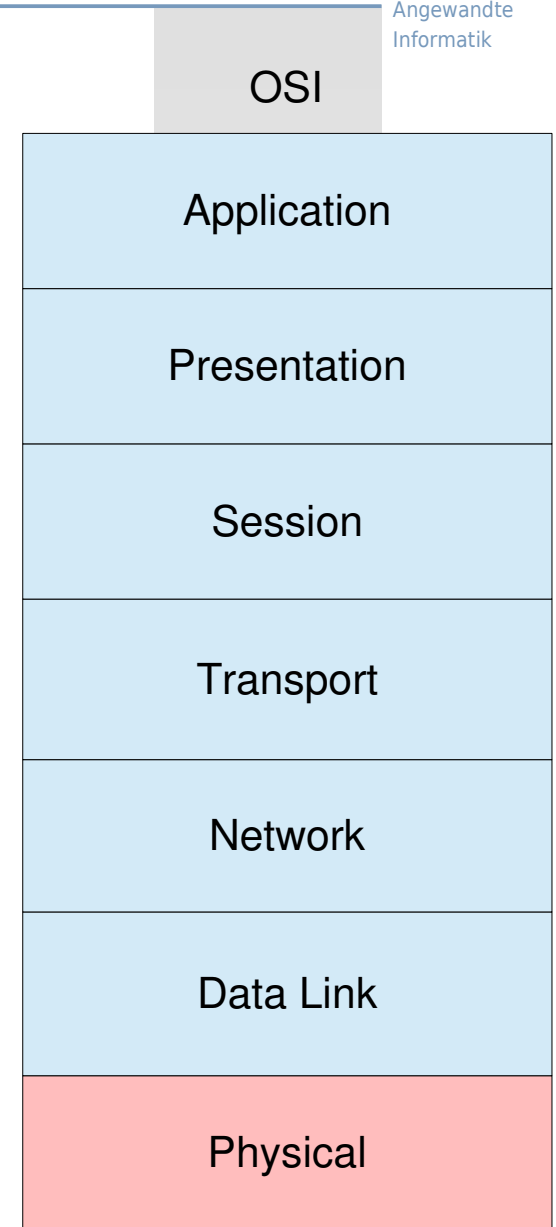 Angewandte
Informatik
OSI
Application
Presentation
Session
Transport
Network
Data Link
Physical